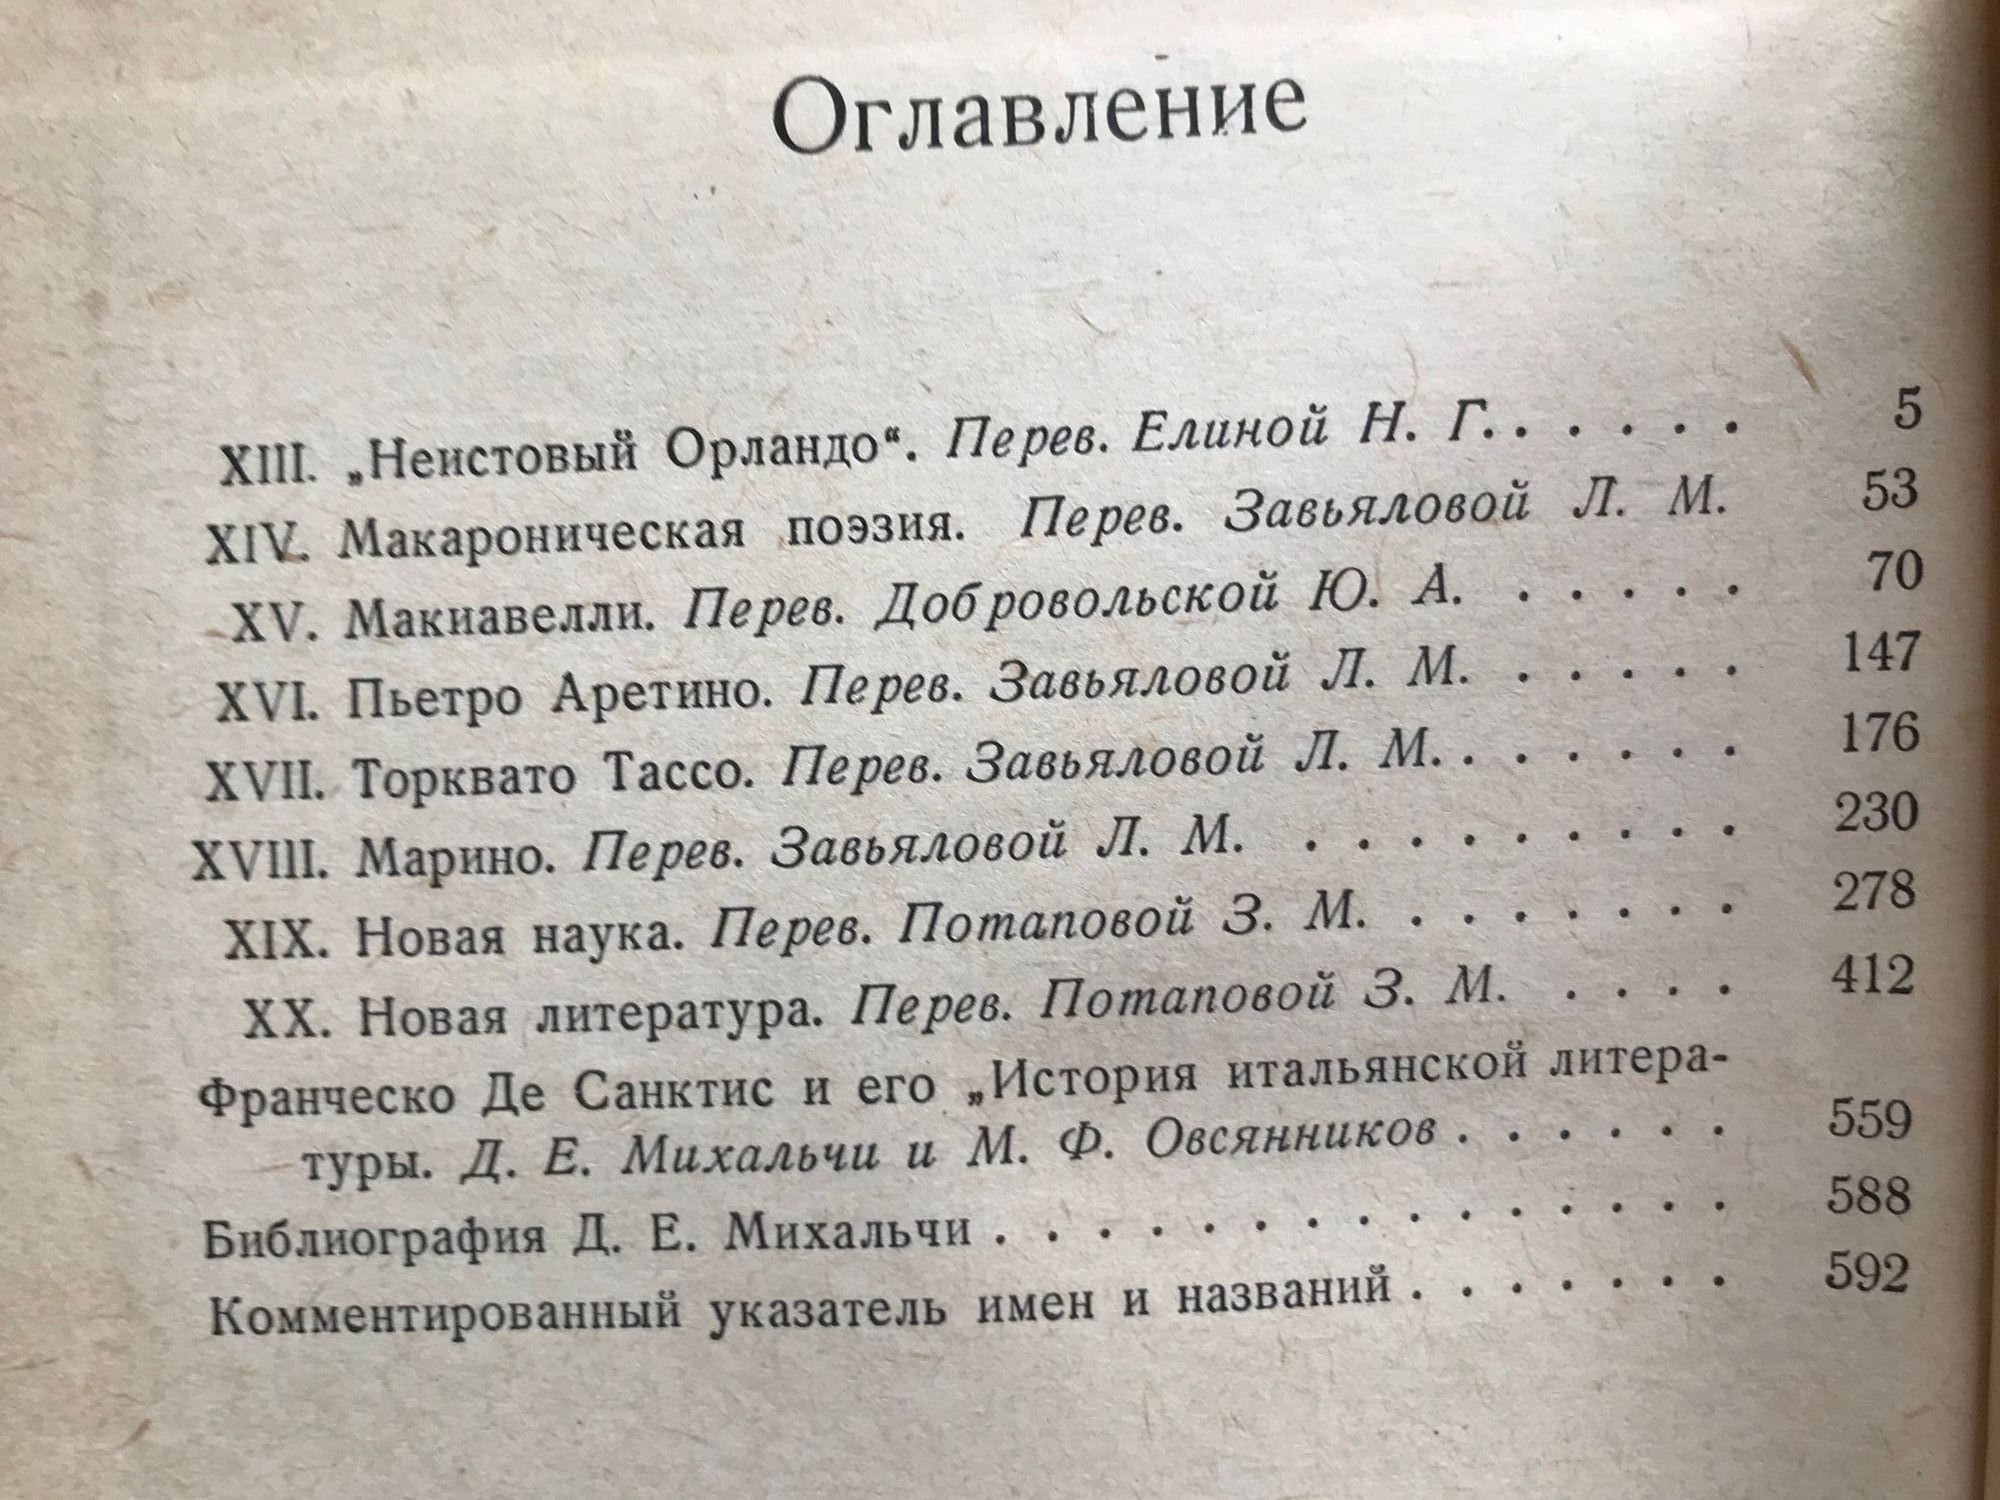 Оглавление
XIII. „Неистовый Орландо“. Перев. Елиной Н. Г. . . . . . 5
XIV. Макароническая поэзия. Перев. Завьяловой Л. М. 53
XV. Макиавелли. Перев. Добровольской Ю. А. . . . . . 70
XVI. Пьетро Аретино. Перев. Завьяловой Л. М. . . . . . 147
XVII. Торквато Тассо. Перев. Завьяловой Л. М. . . . . . . 176
XVIII. Марино. Перев. Завьяловой Л. М. . . . . . . . . . 230
XIX. Новая наука. Перев. Потаповой З. М. . . . . . . . 278
XX. Новая литература. Перев. Потаповой З. М. . . . . 412
Франческо Де Санктис и его „История итальянской литера-
туры. Д. Е. Михальчи и М. Ф. Овсянников . . . . . . 559
Библиография Д. Е. Михальчи . . . . . . . . . . . . . . . 588
Комментированный указатель имен и названий . . . . . . . 592